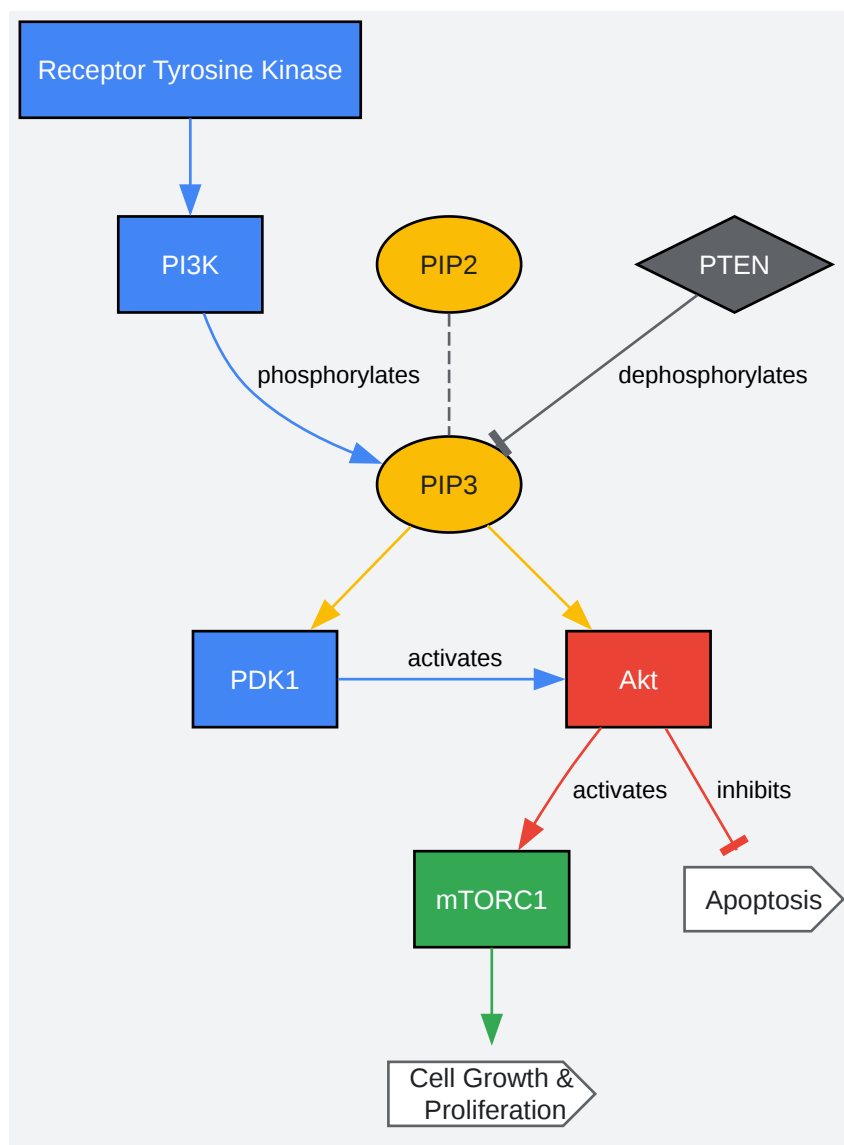 Receptor Tyrosine Kinase
PI3K
PIP2
PTEN
phosphorylates
dephosphorylates
PIP3
activates
PDK1
Akt
activates
inhibits
mTORC1
Apoptosis
Cell Growth &
Proliferation